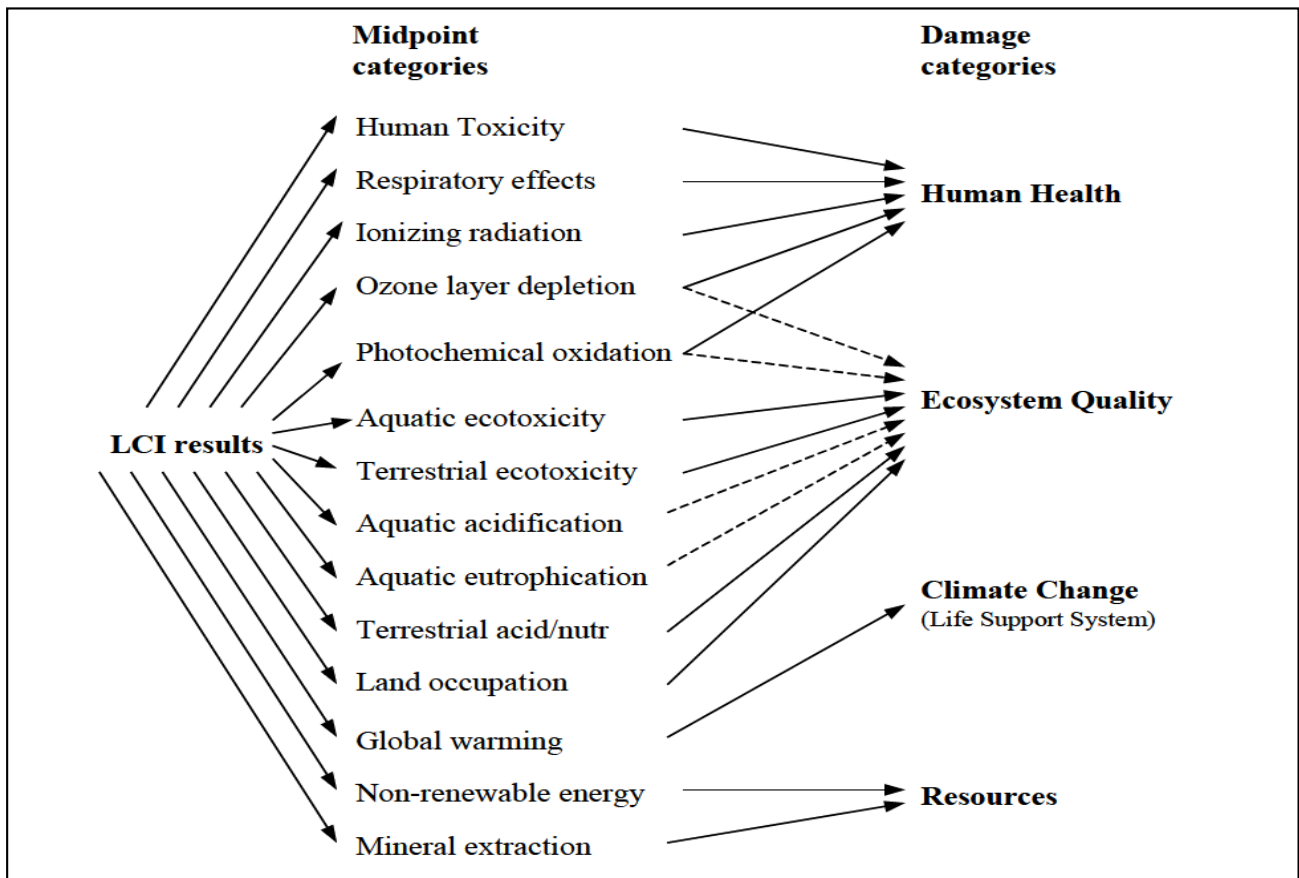 Midpoint
categories
Damage
categories
Human Toxicity
Respiratory effects
Human Health
Ionizing radiation
Ozone layer depletion
Photochemical oxidation
Ecosystem Quality
Aquatic ecotoxicity
LCI results
Terrestrial ecotoxicity
Aquatic acidification
Aquatic eutrophication
Climate Change
(Life Support System)
Terrestrial acid/nutr
Land occupation
Global warming
Non-renewable energy
Resources
Mineral extraction